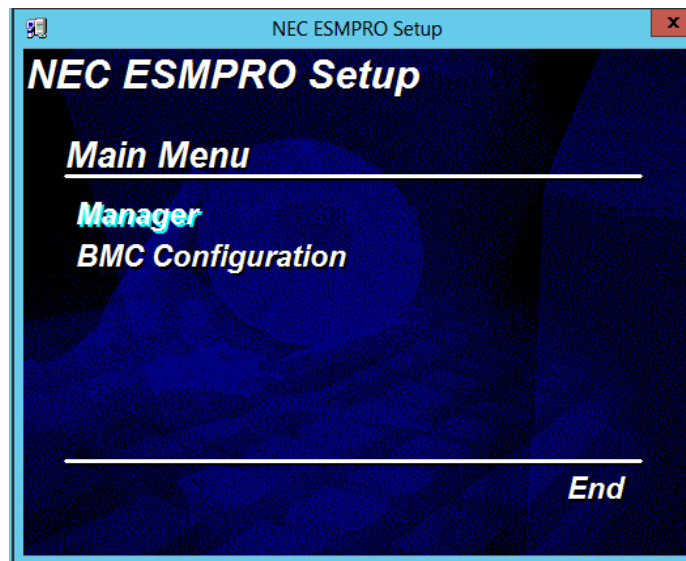 NEC ESMPRO Setup
NEC ESMPRO Setup
Main Menu
Manager
BMC Configuration
End